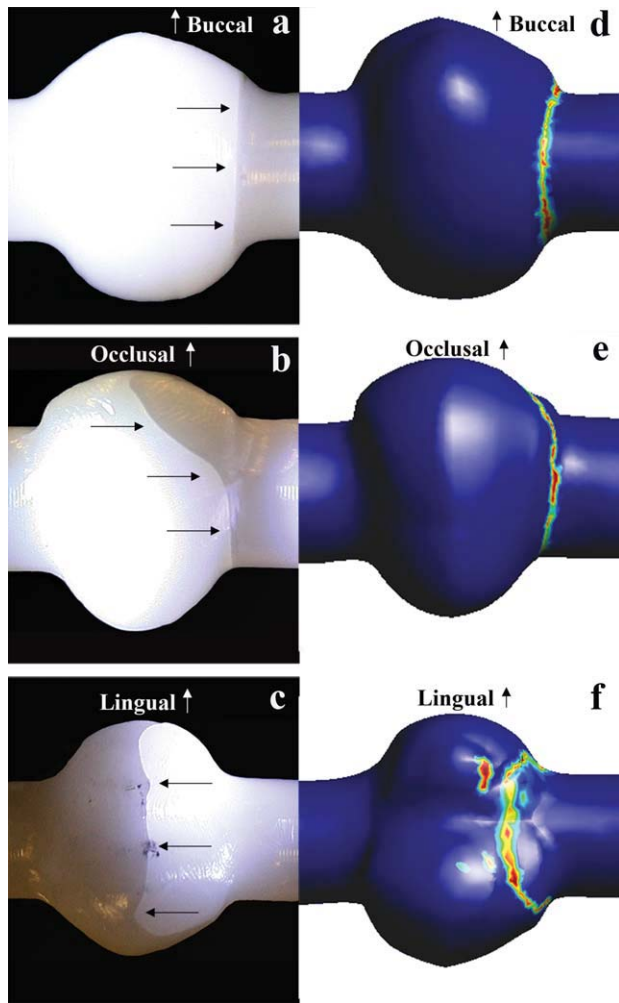 ↑ Buccal a
↑ Buccal d
Occlusal ↑ b
Occlusal ↑ e
Lingual ↑ c
Lingual ↑ f